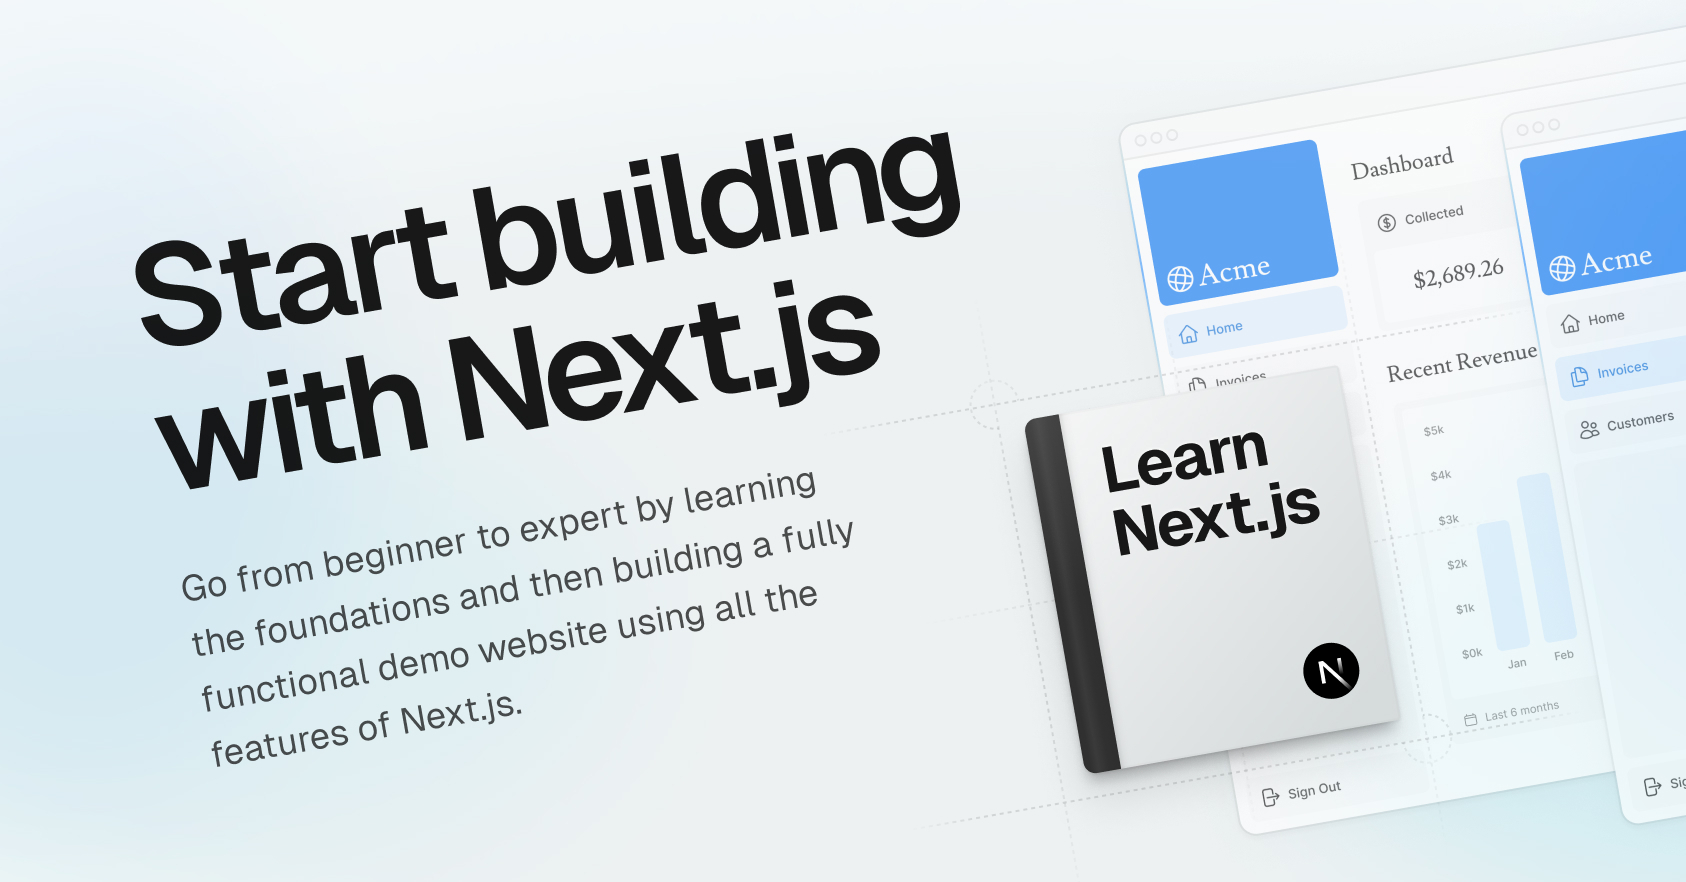 Start building
with Next.js
Go from beginner to expert by learning
the foundations and then building a fully
functional demo website using all the
features of Next.js.
Learn
Next.js
N
Acme
Home
Invoices
Sign Out
Dashboard
Collected
$2,689.26
Recent Revenue
$5k
$4k
$3k
$2k
$1k
$0k
Jan
Feb
Last 6 months
Acme
Home
Invoices
Customers